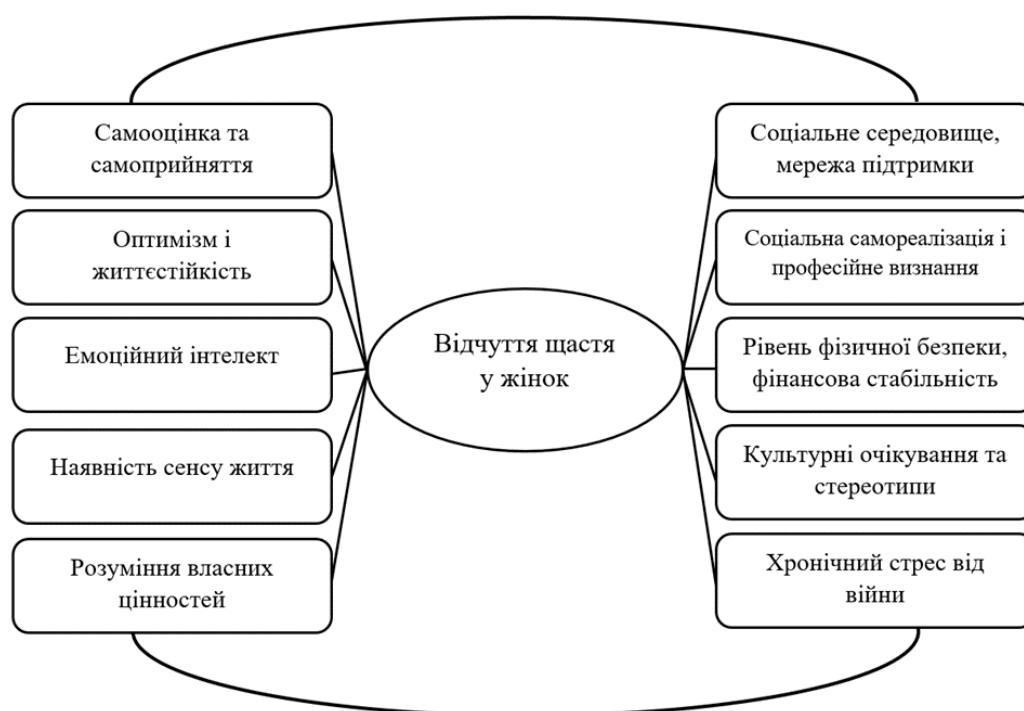 Самооцінка та
самоприйняття
Оптимізм і
життєстійкість
Емоційний інтелект
Наявність сенсу життя
Розуміння власних
цінностей
Відчуття щастя
у жінок
Соціальне середовище,
мережа підтримки
Соціальна самореалізація і
професійне визнання
Рівень фізичної безпеки,
фінансова стабільність
Культурні очікування та
стереотипи
Хронічний стрес від
війни